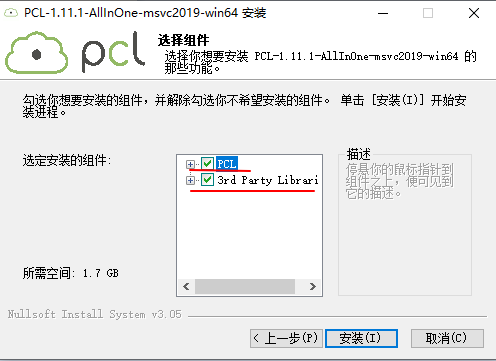 PCL-1.11.1-AllInOne-msvc2019-win64 安装
pcl
选择组件
选择你想要安装 PCL-1.11.1-AllInOne-msvc2019-win64 的
那些功能。
勾选你想要安装的组件，并解除勾选你不希望安装的组件。 单击 [安装(I)] 开始安
装进程。
选定安装的组件:
PCL
3rd Party Librari
描述
停悬你的鼠标指针到
组件之上，便可见到
它的描述。
所需空间: 1.7 GB
Nullsoft Install System v3.05
< 上一步(P)
安装(I)
取消(C)